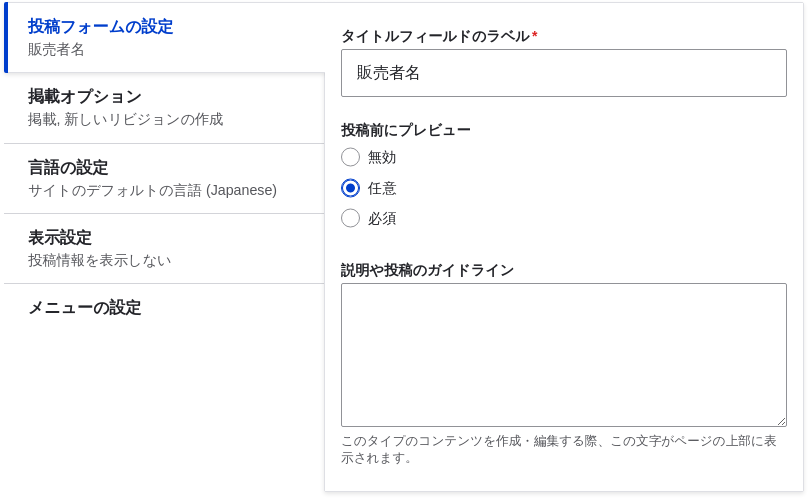 投稿フォームの設定
販売者名
掲載オプション
掲載, 新しいリビジョンの作成
言語の設定
サイトのデフォルトの言語 (Japanese)
表示設定
投稿情報を表示しない
メニューの設定
タイトルフィールドのラベル*
販売者名
投稿前にプレビュー
無効
任意
必須
説明や投稿のガイドライン
このタイプのコンテンツを作成・編集する際、この文字がページの上部に表
示されます。